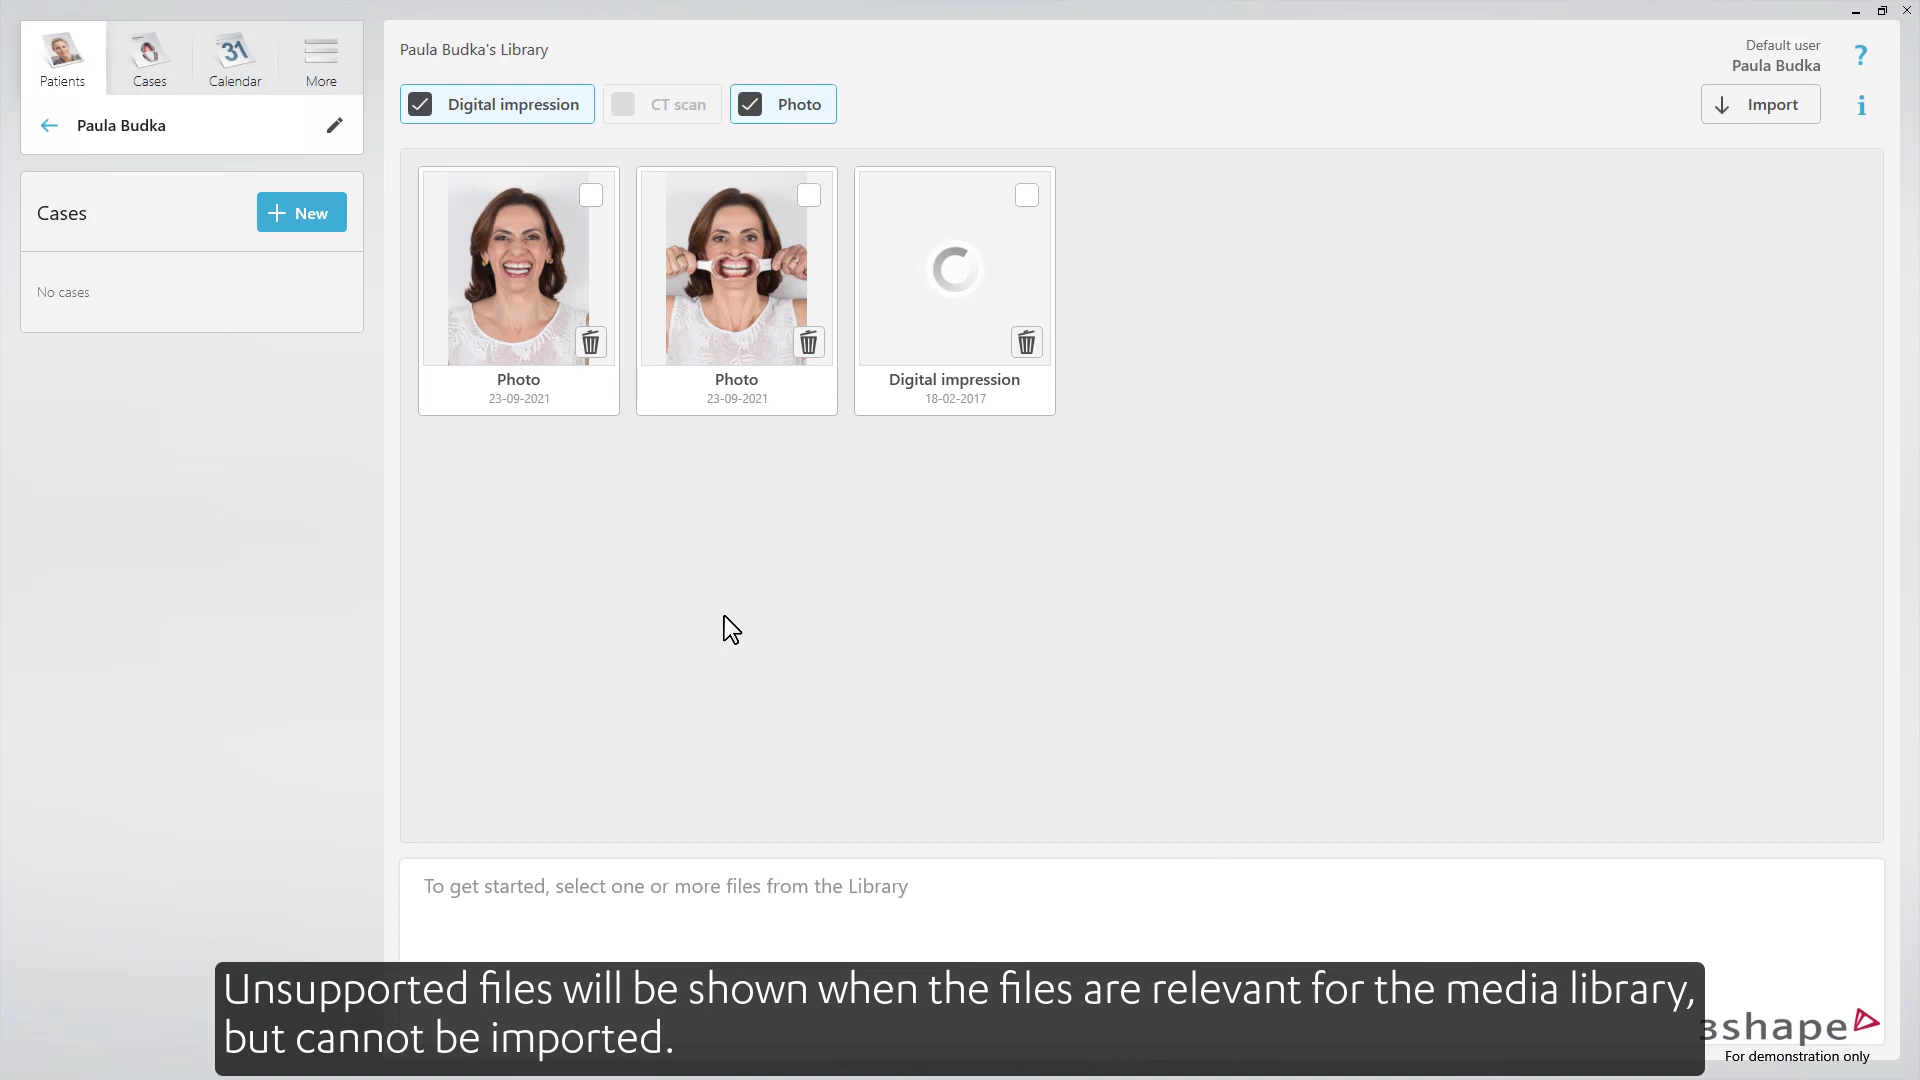 Patients
Cases
31
Calendar
More
Paula Budka
Cases
New
No cases
Paula Budka's Library
Default user
Paula Budka
?
Digital impression
CT scan
Photo
Import
i
Photo
23-09-2021
Photo
23-09-2021
Digital impression
18-02-2017
To get started, select one or more files from the Library
Unsupported files will be shown when the files are relevant for the media library,
but cannot be imported.
3shape
For demonstration only